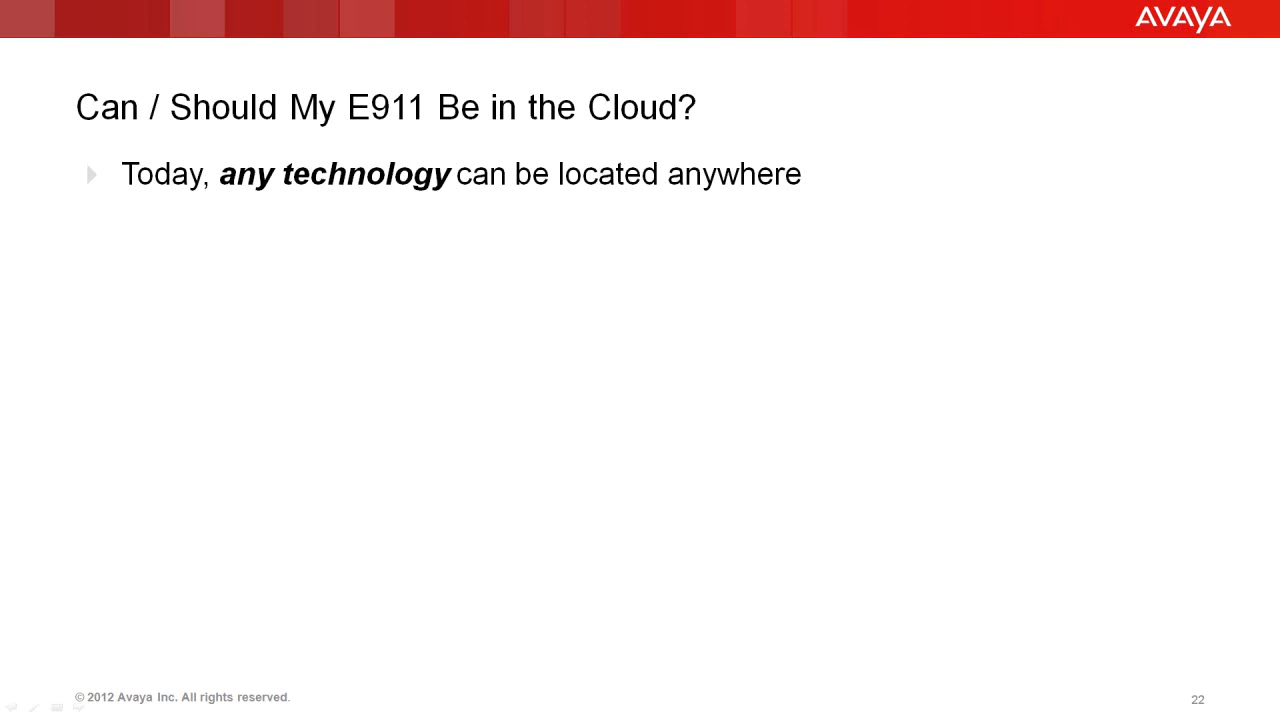 AVAYA
Can / Should My E911 Be in the Cloud?
Today, any technology can be located anywhere
© 2012 Avaya Inc. All rights reserved.
22